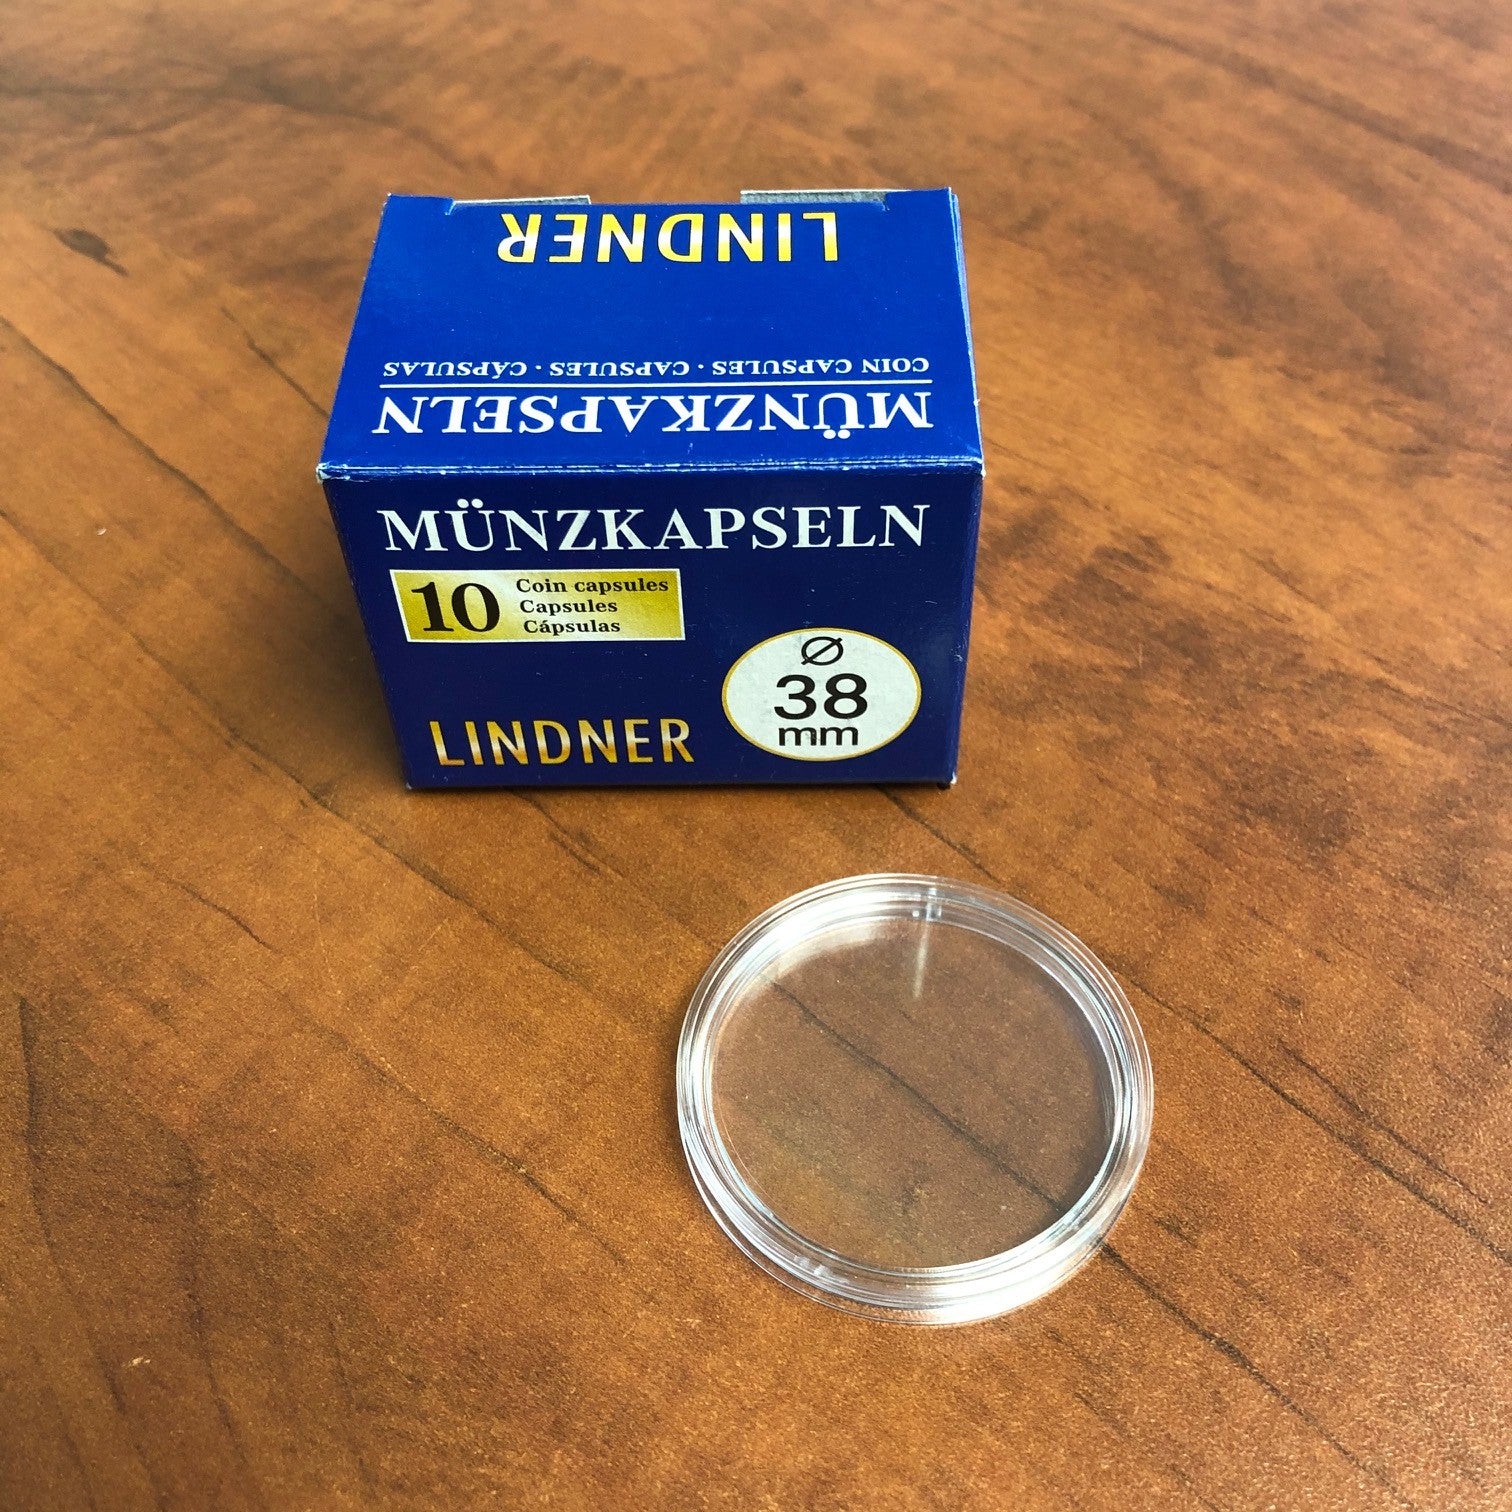 LINDNER
COIN CAPSULES · CAPSULES · CÁPSULAS
MÜNZKAPSELN
MÜNZKAPSELN
10
Coin capsules
Capsules
Cápsulas
Ø
38
mm
LINDNER